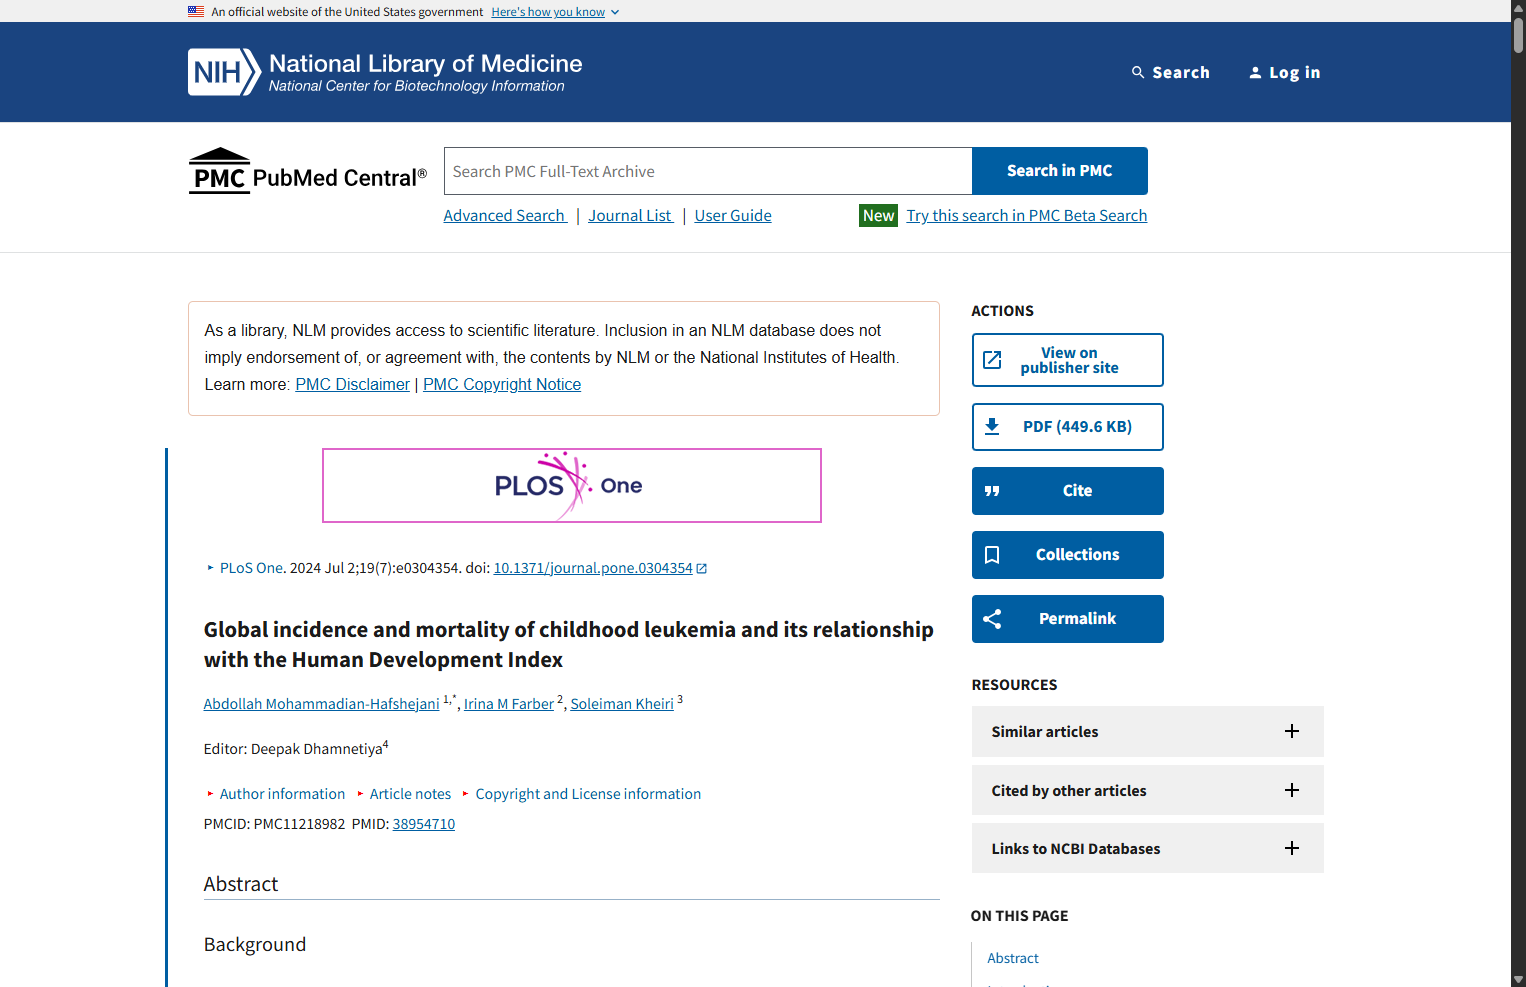 An official website of the United States government Here's how you know
NIH National Library of Medicine
National Center for Biotechnology Information
Search
Log in
PMC PubMed Central®
Search PMC Full-Text Archive
Search in PMC
Advanced Search | Journal List | User Guide
New Try this search in PMC Beta Search
As a library, NLM provides access to scientific literature. Inclusion in an NLM database does not
imply endorsement of, or agreement with, the contents by NLM or the National Institutes of Health.
Learn more: PMC Disclaimer | PMC Copyright Notice
PLOS One
PLoS One. 2024 Jul 2;19(7):e0304354. doi: 10.1371/journal.pone.0304354
Global incidence and mortality of childhood leukemia and its relationship
with the Human Development Index
Abdollah Mohammadian-Hafshejani 1,*, Irina M Farber 2, Soleiman Kheiri 3
Editor: Deepak Dhamnetiya4
Author information Article notes Copyright and License information
PMCID: PMC11218982 PMID: 38954710
Abstract
Background
ACTIONS
View on
publisher site
PDF (449.6 KB)
Cite
Collections
Permalink
RESOURCES
Similar articles
Cited by other articles
Links to NCBI Databases
ON THIS PAGE
Abstract